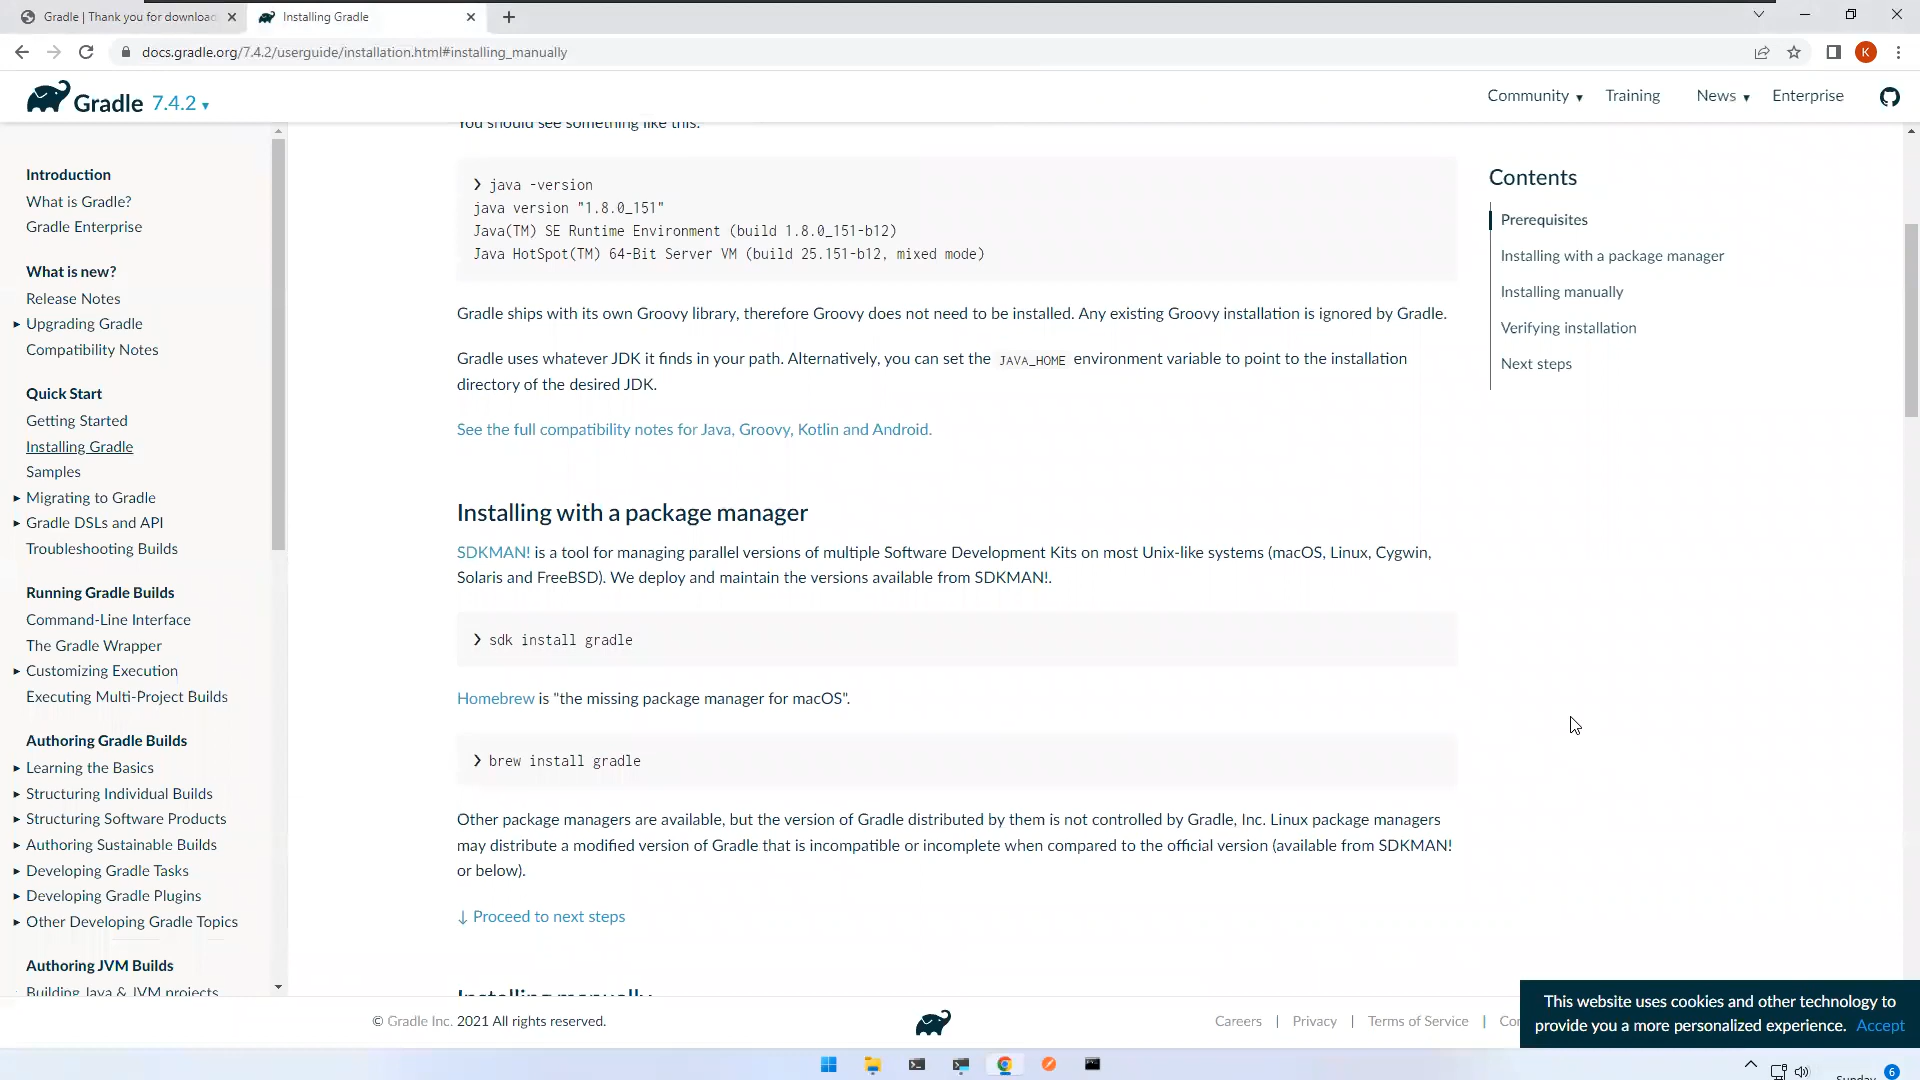 Gradle | Thank you for downloa
Installing Gradle
docs.gradle.org/7.4.2/userguide/installation.html#installing_manually
K
Gradle 7.4.2
Community
Training
News
Enterprise
Introduction
What is Gradle?
Gradle Enterprise
What is new?
Release Notes
Upgrading Gradle
Compatibility Notes
Quick Start
Getting Started
Installing Gradle
Samples
Migrating to Gradle
Gradle DSLs and API
Troubleshooting Builds
Running Gradle Builds
Command-Line Interface
The Gradle Wrapper
Customizing Execution
Executing Multi-Project Builds
Authoring Gradle Builds
Learning the Basics
Structuring Individual Builds
Structuring Software Products
Authoring Sustainable Builds
Developing Gradle Tasks
Developing Gradle Plugins
Other Developing Gradle Topics
Authoring JVM Builds
Building Java & JVM projects
You should see something like this:
❯ java -version
java version "1.8.0_151"
Java(TM) SE Runtime Environment (build 1.8.0_151-b12)
Java HotSpot(TM) 64-Bit Server VM (build 25.151-b12, mixed mode)
Gradle ships with its own Groovy library, therefore Groovy does not need to be installed. Any existing Groovy installation is ignored by Gradle.
Gradle uses whatever JDK it finds in your path. Alternatively, you can set the JAVA_HOME environment variable to point to the installation
directory of the desired JDK.
See the full compatibility notes for Java, Groovy, Kotlin and Android.
Installing with a package manager
SDKMAN! is a tool for managing parallel versions of multiple Software Development Kits on most Unix-like systems (macOS, Linux, Cygwin,
Solaris and FreeBSD). We deploy and maintain the versions available from SDKMAN!.
❯ sdk install gradle
Homebrew is "the missing package manager for macOS".
❯ brew install gradle
Other package managers are available, but the version of Gradle distributed by them is not controlled by Gradle, Inc. Linux package managers
may distribute a modified version of Gradle that is incompatible or incomplete when compared to the official version (available from SDKMAN!
or below).
↓ Proceed to next steps
Installing manually
Contents
Prerequisites
Installing with a package manager
Installing manually
Verifying installation
Next steps
© Gradle Inc. 2021 All rights reserved.
Careers | Privacy | Terms of Service | Co
This website uses cookies and other technology to
provide you a more personalized experience. Accept
Sunday
6